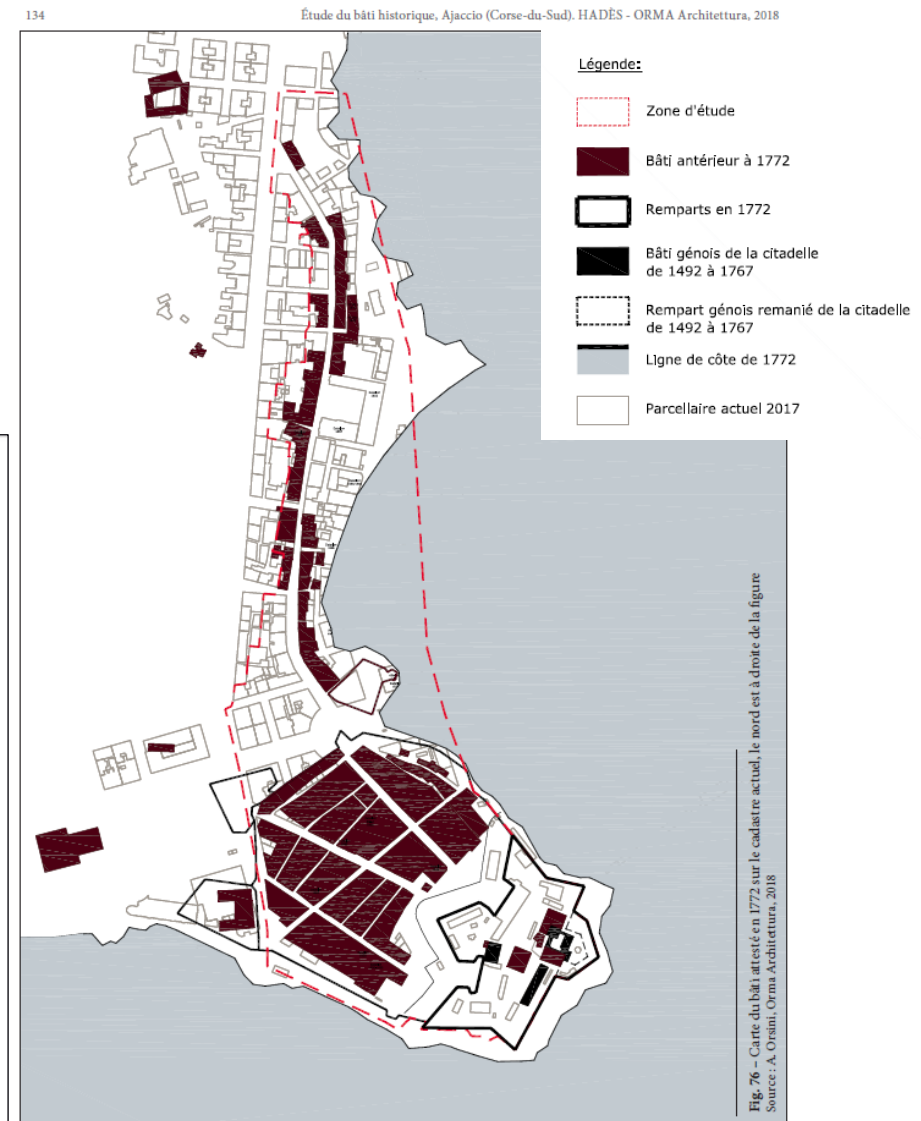 134
Étude du bâti historique, Ajaccio (Corse-du-Sud). HADÈS - ORMA Architettura, 2018
Légende:
Zone d'étude
Bâti antérieur à 1772
Remparts en 1772
Bâti génois de la citadelle
de 1492 à 1767
Rempart génois remanié de la citadelle
de 1492 à 1767
Ligne de côte de 1772
Parcellaire actuel 2017
Fig. 76 – Carte du bâti attesté en 1772 sur le cadastre actuel, le nord est à droite de la figure
Source : A. Orsini, Orma Architettura, 2018